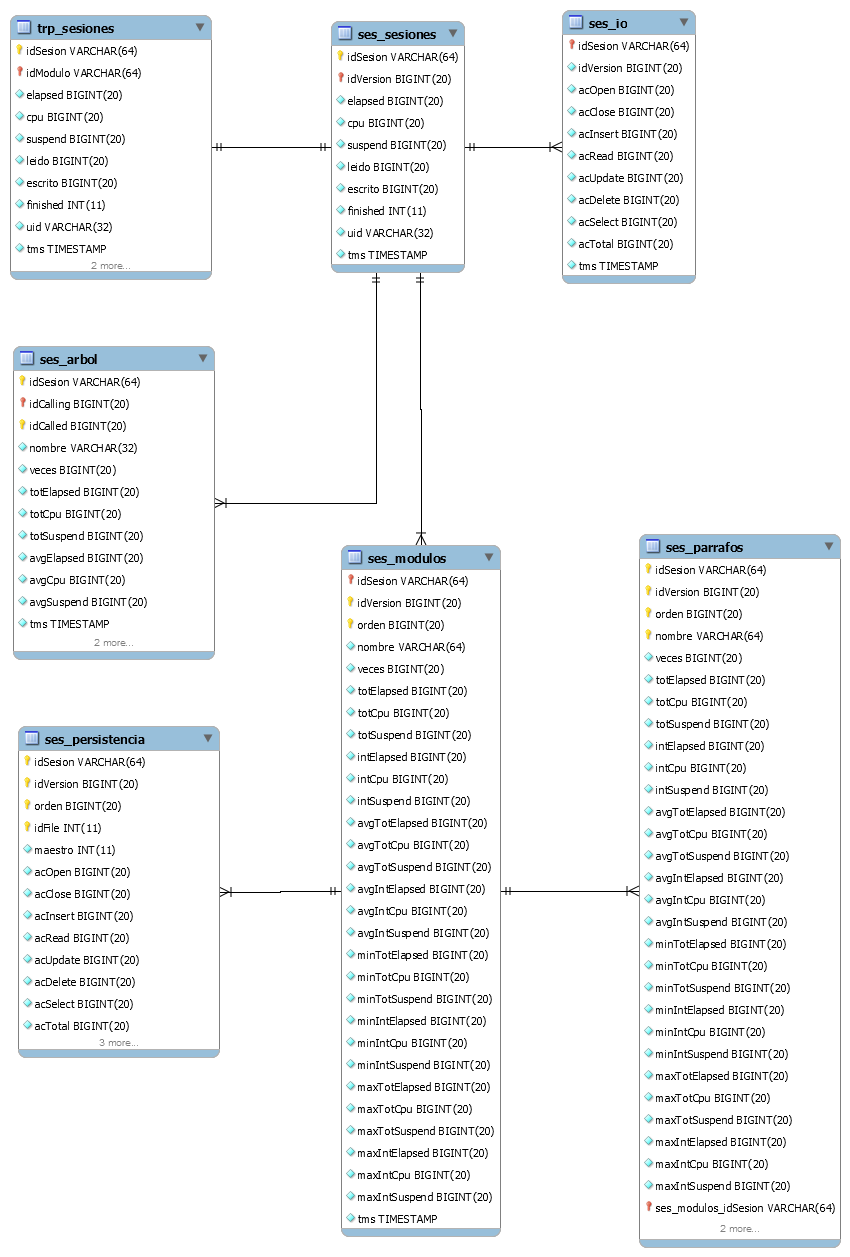 trp_sesiones
idSesion VARCHAR(64)
idModulo VARCHAR(64)
elapsed BIGINT(20)
cpu BIGINT(20)
suspend BIGINT(20)
leido BIGINT(20)
escrito BIGINT(20)
finished INT(11)
uid VARCHAR(32)
tms TIMESTAMP
2 more...
ses_sesiones
idSesion VARCHAR(64)
idVersion BIGINT(20)
elapsed BIGINT(20)
cpu BIGINT(20)
suspend BIGINT(20)
leido BIGINT(20)
escrito BIGINT(20)
finished INT(11)
uid VARCHAR(32)
tms TIMESTAMP
ses_io
idSesion VARCHAR(64)
idVersion BIGINT(20)
acOpen BIGINT(20)
acClose BIGINT(20)
acInsert BIGINT(20)
acRead BIGINT(20)
acUpdate BIGINT(20)
acDelete BIGINT(20)
acSelect BIGINT(20)
acTotal BIGINT(20)
tms TIMESTAMP
ses_arbol
idSesion VARCHAR(64)
idCalling BIGINT(20)
idCalled BIGINT(20)
nombre VARCHAR(32)
veces BIGINT(20)
totElapsed BIGINT(20)
totCpu BIGINT(20)
totSuspend BIGINT(20)
avgElapsed BIGINT(20)
avgCpu BIGINT(20)
avgSuspend BIGINT(20)
tms TIMESTAMP
2 more...
ses_persistencia
idSesion VARCHAR(64)
idVersion BIGINT(20)
orden BIGINT(20)
idFile INT(11)
maestro INT(11)
acOpen BIGINT(20)
acClose BIGINT(20)
acInsert BIGINT(20)
acRead BIGINT(20)
acUpdate BIGINT(20)
acDelete BIGINT(20)
acSelect BIGINT(20)
acTotal BIGINT(20)
3 more...
ses_modulos
idSesion VARCHAR(64)
idVersion BIGINT(20)
orden BIGINT(20)
nombre VARCHAR(64)
veces BIGINT(20)
totElapsed BIGINT(20)
totCpu BIGINT(20)
totSuspend BIGINT(20)
intElapsed BIGINT(20)
intCpu BIGINT(20)
intSuspend BIGINT(20)
avgTotElapsed BIGINT(20)
avgTotCpu BIGINT(20)
avgTotSuspend BIGINT(20)
avgIntElapsed BIGINT(20)
avgIntCpu BIGINT(20)
avgIntSuspend BIGINT(20)
minTotElapsed BIGINT(20)
minTotCpu BIGINT(20)
minTotSuspend BIGINT(20)
minIntElapsed BIGINT(20)
minIntCpu BIGINT(20)
minIntSuspend BIGINT(20)
maxTotElapsed BIGINT(20)
maxTotCpu BIGINT(20)
maxTotSuspend BIGINT(20)
maxIntElapsed BIGINT(20)
maxIntCpu BIGINT(20)
maxIntSuspend BIGINT(20)
tms TIMESTAMP
ses_parrafos
idSesion VARCHAR(64)
idVersion BIGINT(20)
orden BIGINT(20)
nombre VARCHAR(64)
veces BIGINT(20)
totElapsed BIGINT(20)
totCpu BIGINT(20)
totSuspend BIGINT(20)
intElapsed BIGINT(20)
intCpu BIGINT(20)
intSuspend BIGINT(20)
avgTotElapsed BIGINT(20)
avgTotCpu BIGINT(20)
avgTotSuspend BIGINT(20)
avgIntElapsed BIGINT(20)
avgIntCpu BIGINT(20)
avgIntSuspend BIGINT(20)
minTotElapsed BIGINT(20)
minTotCpu BIGINT(20)
minTotSuspend BIGINT(20)
minIntElapsed BIGINT(20)
minIntCpu BIGINT(20)
minIntSuspend BIGINT(20)
maxTotElapsed BIGINT(20)
maxTotCpu BIGINT(20)
maxTotSuspend BIGINT(20)
maxIntElapsed BIGINT(20)
maxIntCpu BIGINT(20)
maxIntSuspend BIGINT(20)
ses_modulos_idSesion VARCHAR(64)
2 more...